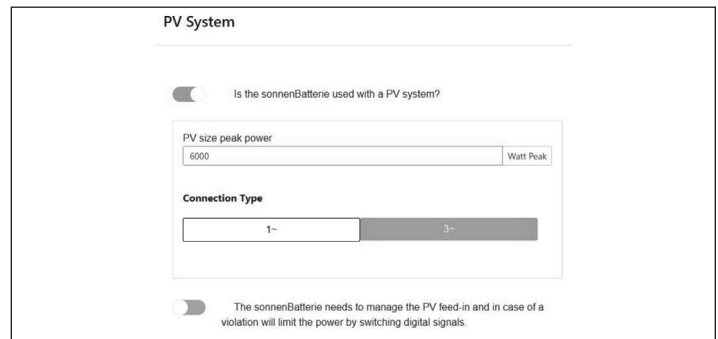 PV System
Is the sonnenBatterie used with a PV system?
PV size peak power
6000 Watt Peak
Connection Type
1~ 3~
The sonnenBatterie needs to manage the PV feed-in and in case of a
violation will limit the power by switching digital signals.